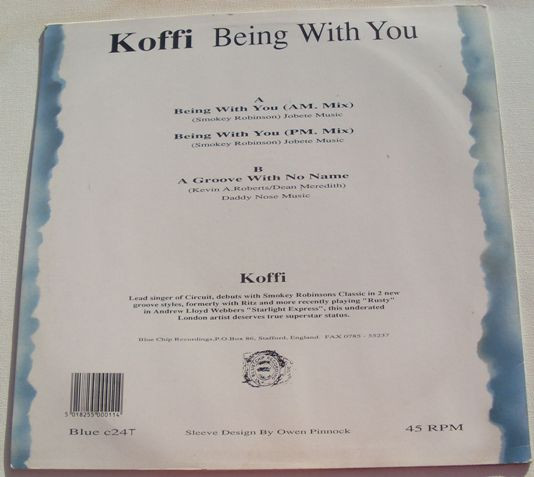 Koffi Being With You
A
Being With You (AM. Mix)
(Smokey Robinson) Jobete Music
Being With You (PM. Mix)
(Smokey Robinson) Jobete Music
B
A Groove With No Name
(Kevin A.Roberts/Dean Meredith)
Daddy Nose Music
Koffi
Lead singer of Circuit, debuts with Smokey Robinsons Classic in 2 new
groove styles, formerly with Ritz and more recently playing "Rusty"
in Andrew Lloyd Webbers "Starlight Express", this underated
London artist deserves true superstar status.
Blue Chip Recordings,P.O.Box 86, Stafford, England. FAX 0785 - 55237
5 018255 000114
Blue c24T
Sleeve Design By Owen Pinnock
45 RPM